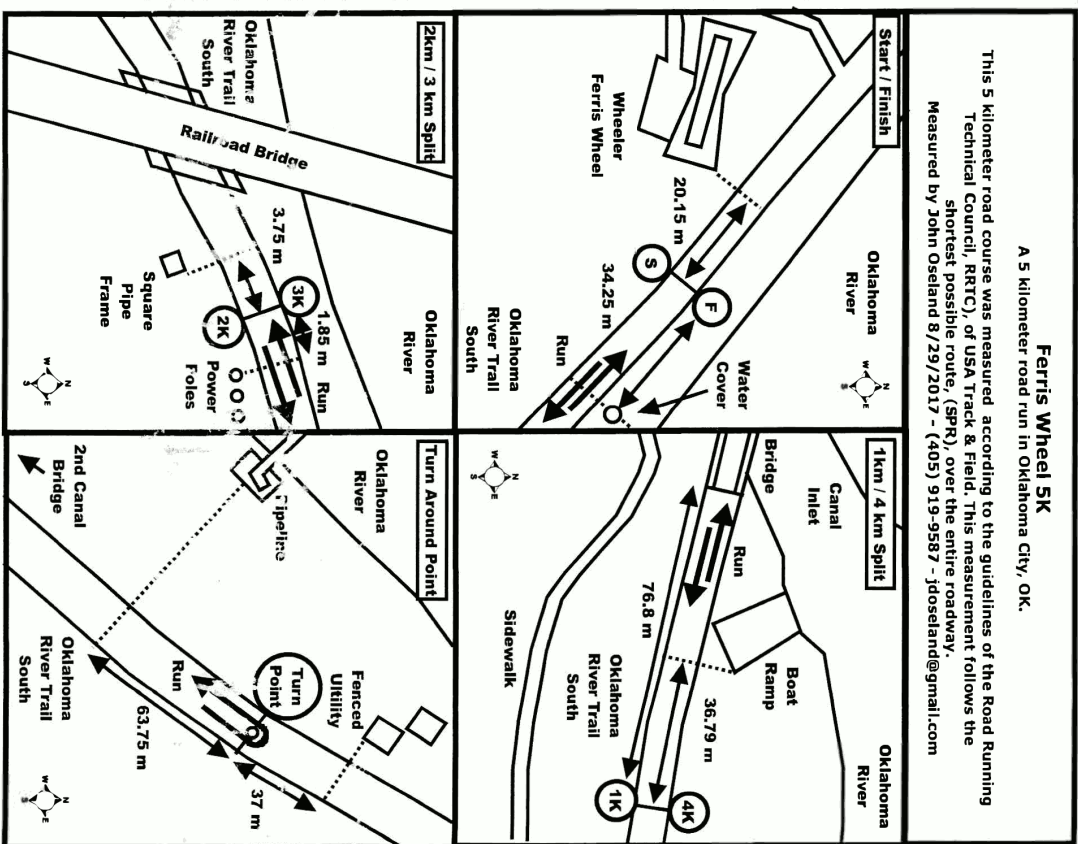 Ferris Wheel 5K
A 5 kilometer road run in Oklahoma City, OK.
This 5 kilometer road course was measured according to the guidelines of the Road Running
Technical Council, RRTC), of USA Track & Field. This measurement follows the
shortest possible route, (SPR), over the entire roadway.
Measured by John Oseland 8/29/2017 - (405) 919-9587 - jdoseland@gmail.com
Start / Finish
Oklahoma
River
Wheeler
Ferris Wheel
20.15 m
S
F
34.25 m
Water
Cover
Run
Oklahoma
River Trail
South
N
E
S
W
1km / 4 km Split
Canal
Inlet
Oklahoma
River
Bridge
Run
Boat
Ramp
76.8 m
36.79 m
4K
1K
Oklahoma
River Trail
South
Sidewalk
N
E
S
W
2km / 3 km Split
Oklahoma
River Trail
South
Railroad Bridge
Oklahoma
River
3.75 m
3K
1.85 m
Run
2K
Square
Pipe
Frame
Power
Poles
N
E
S
W
Turn Around Point
Oklahoma
River
Pipeline
2nd Canal
Bridge
Fenced
Ultility
Turn
Point
Run
63.75 m
37 m
Oklahoma
River Trail
South
N
E
S
W